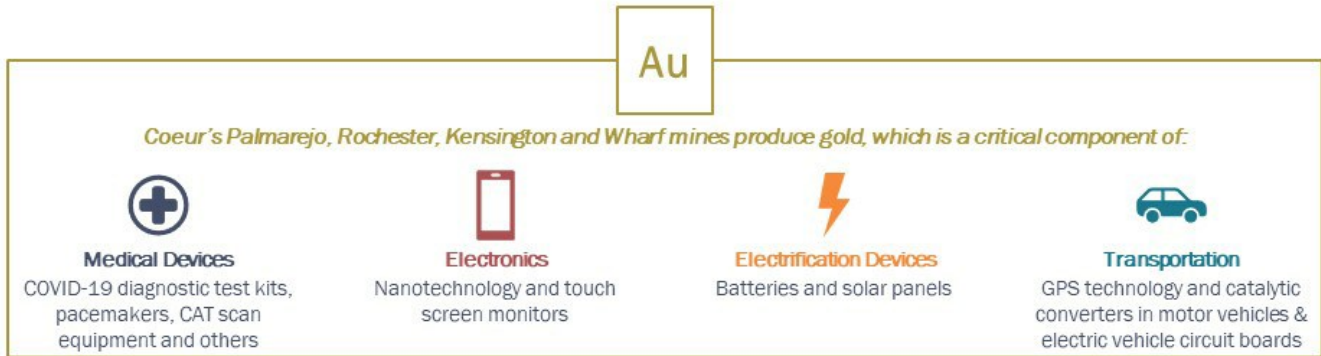 Au
Coeur's Palmarejo, Rochester, Kensington and Wharf mines produce gold, which is a critical component of:
Medical Devices
COVID-19 diagnostic test kits,
pacemakers, CAT scan
equipment and others
Electronics
Nanotechnology and touch
screen monitors
Electrification Devices
Batteries and solar panels
Transportation
GPS technology and catalytic
converters in motor vehicles &
electric vehicle circuit boards